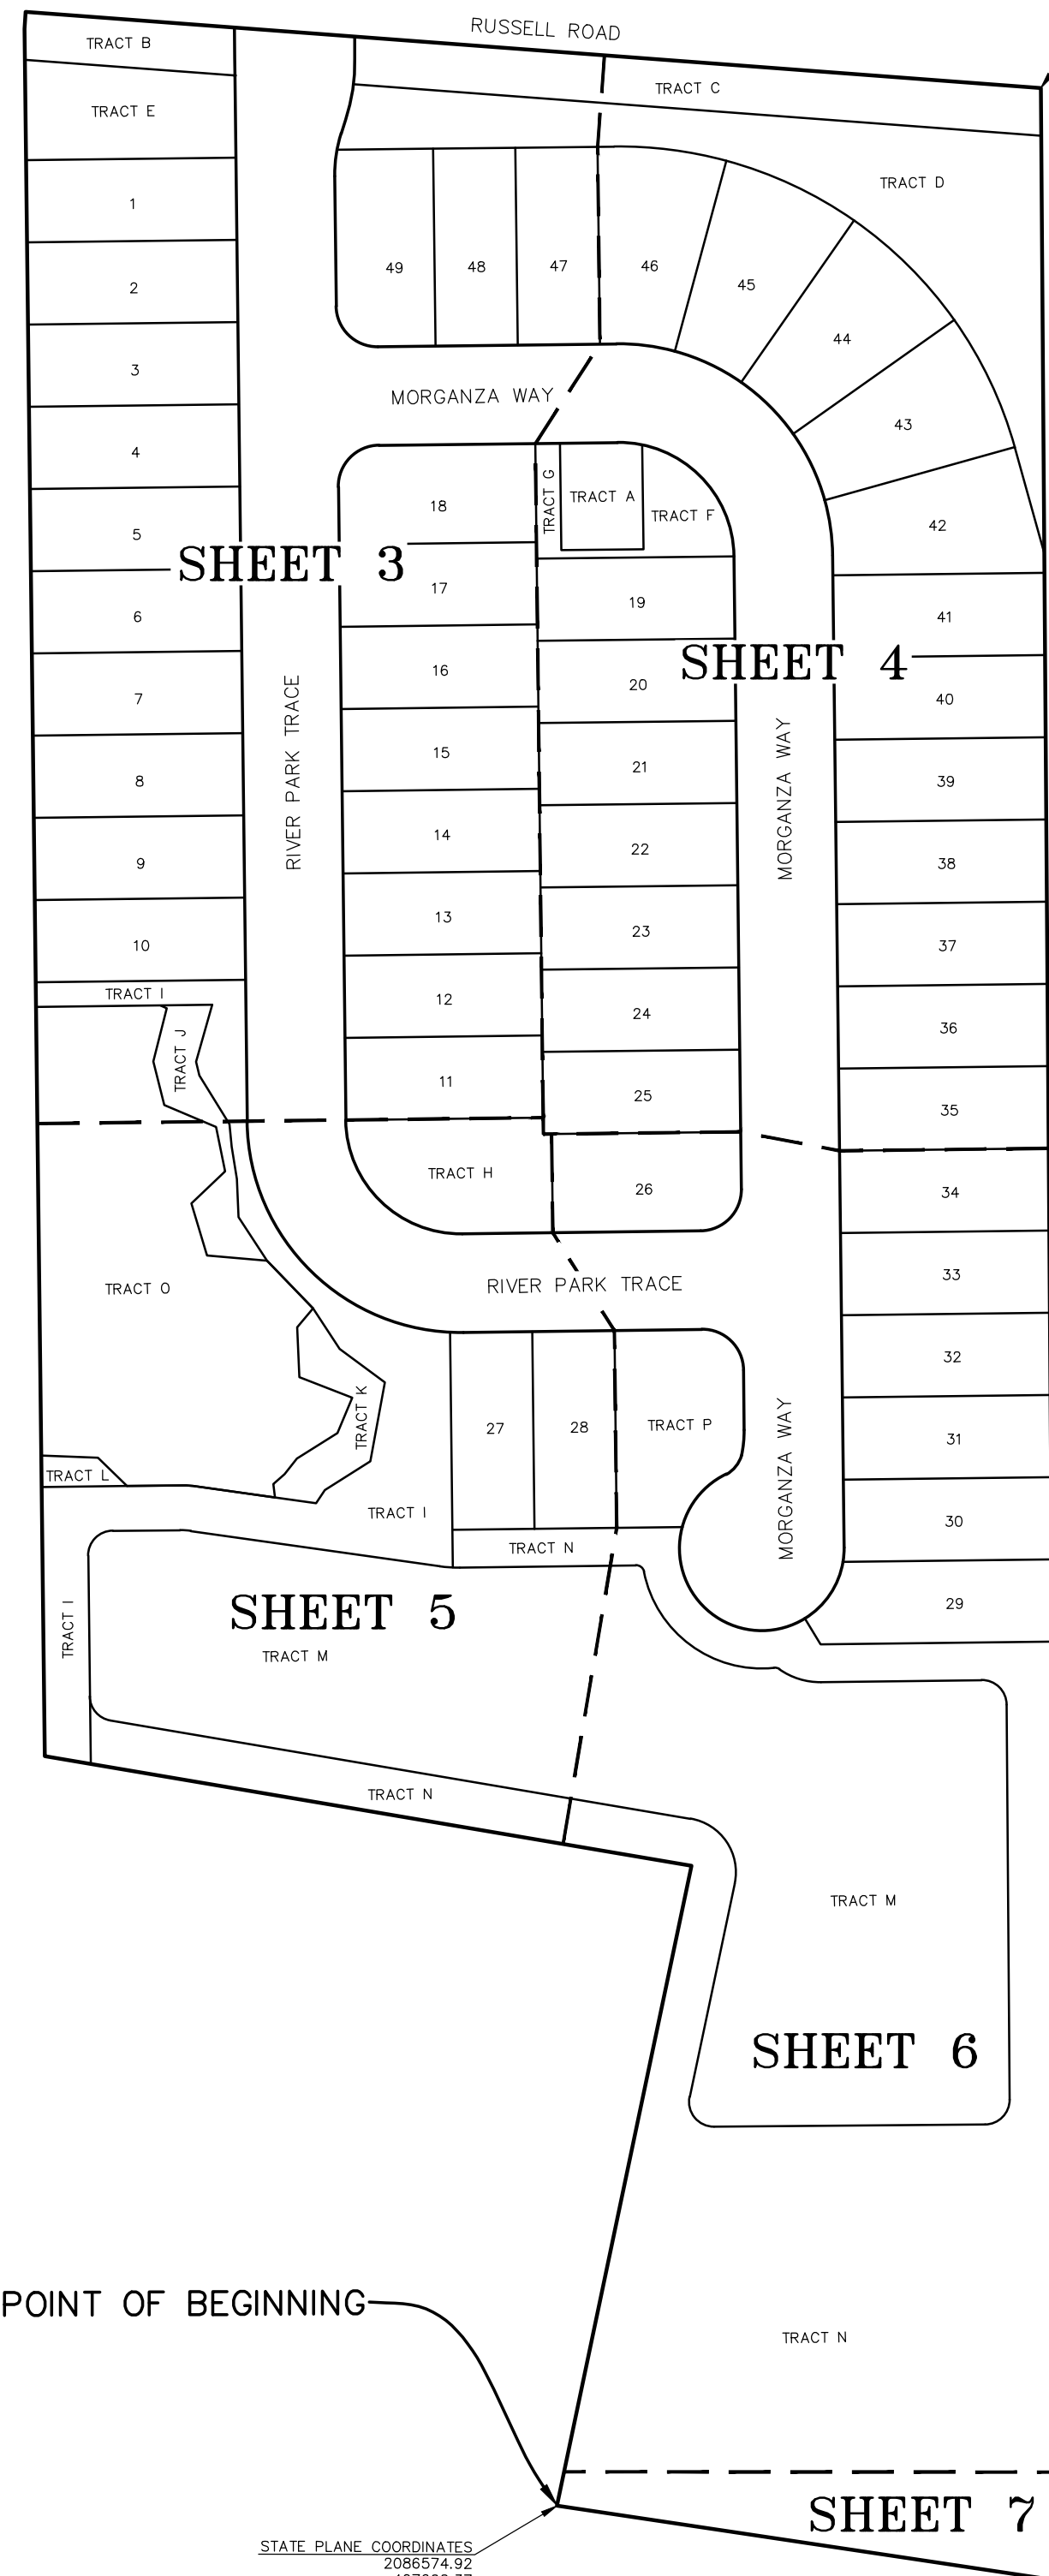 RUSSELL ROAD
TRACT B
TRACT C
TRACT E
TRACT D
1
2
3
4
5
6
7
8
9
10
49
48
47
46
45
44
43
42
MORGANZA WAY
SHEET 3
RIVER PARK TRACE
18
17
16
15
14
13
12
11
TRACT G
TRACT A
TRACT F
19
20
21
22
23
24
25
SHEET 4
MORGANZA WAY
41
40
39
38
37
36
35
TRACT I
TRACT J
TRACT H
26
34
33
32
31
30
29
TRACT O
RIVER PARK TRACE
TRACT K
27
28
TRACT P
MORGANZA WAY
TRACT L
TRACT I
TRACT N
TRACT I
SHEET 5
TRACT M
TRACT N
TRACT M
SHEET 6
POINT OF BEGINNING
TRACT N
SHEET 7
STATE PLANE COORDINATES
2086574.92